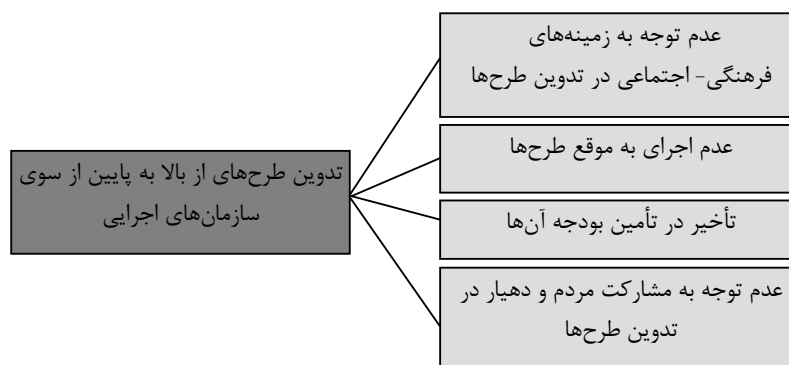 عدم توجه به زمینه‌های
فرهنگی- اجتماعی در تدوین طرح‌ها
عدم اجرای به موقع طرح‌ها
تدوین طرح‌های از بالا به پایین از سوی
سازمان‌های اجرایی
تأخیر در تأمین بودجه آن‌ها
عدم توجه به مشارکت مردم و دهیار در
تدوین طرح‌ها